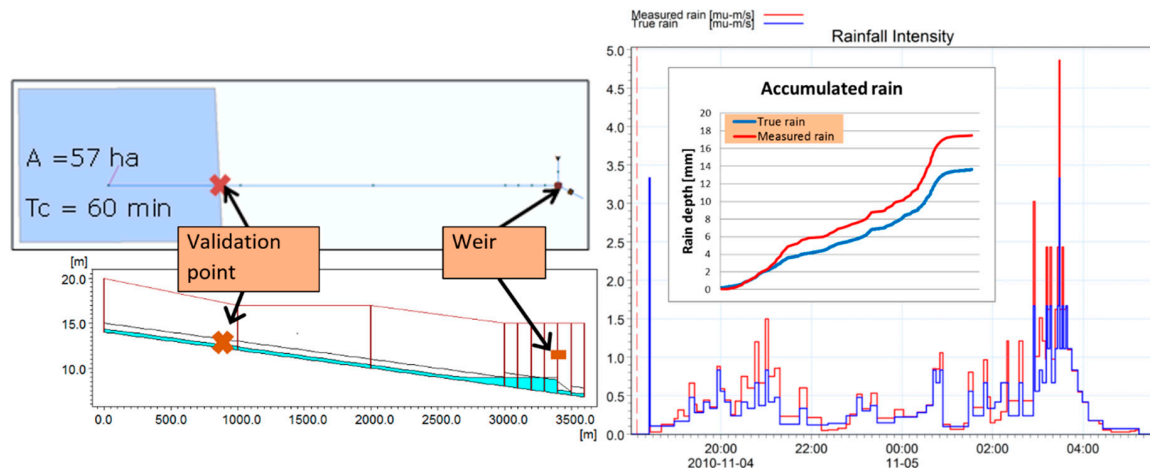 A =57 ha
Tc = 60 min
Validation
point
Weir
[m]
20.0
15.0
10.0
0.0 500.0 1000.0 1500.0 2000.0 2500.0 3000.0 3500.0
[m]
Measured rain [mu-m/s]
True rain [mu-m/s]
Rainfall Intensity
5.0
4.5
4.0
3.5
3.0
2.5
2.0
1.5
1.0
0.5
0.0
Accumulated rain
True rain
Measured rain
Rain depth [mm]
20
18
16
14
12
10
8
6
4
2
0
20:00 22:00 00:00 02:00 04:00
2010-11-04 11-05